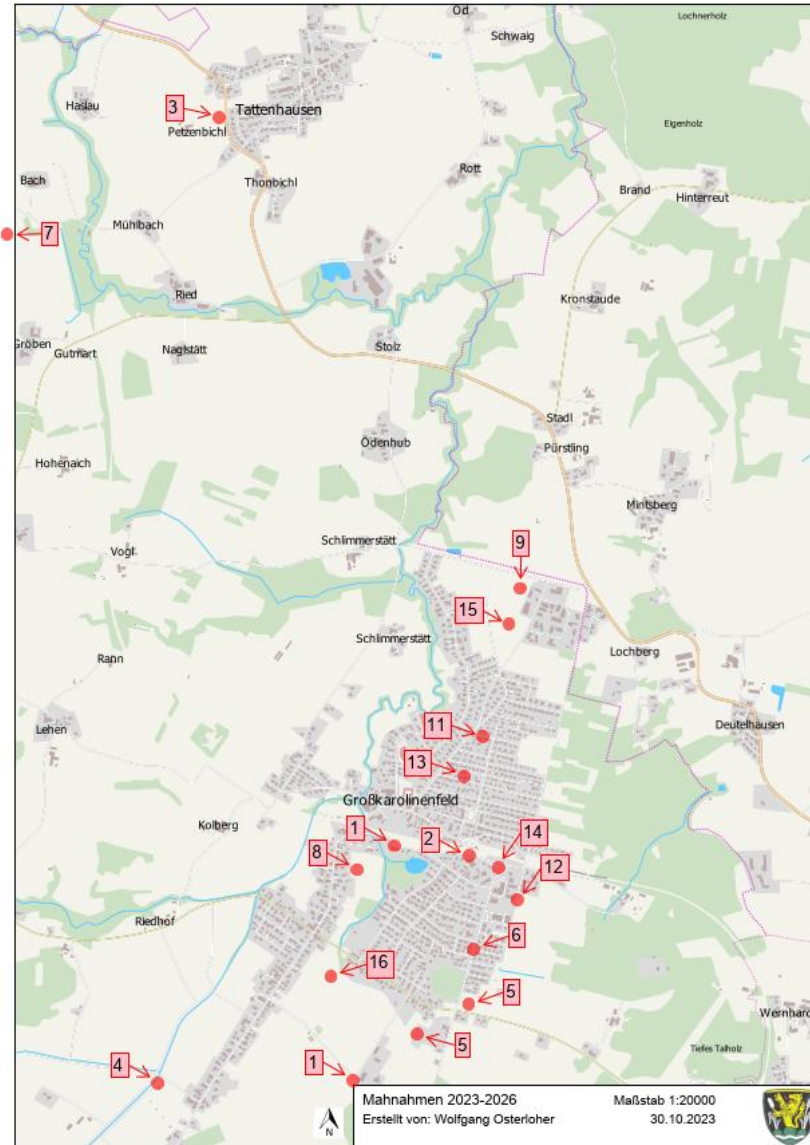 Od
Schwaig
Lochnerholz
Haslau
3
Tattenhausen
Petzenbichl
Eigenholz
Bach
Thonbichl
Rott
Brand
Hinterreut
7
Mühlbach
Ried
Kronstaude
Gröben
Gutmart
Naglstätt
Stolz
Stadl
Ödenhub
Pürstling
Hohenaich
Mintsberg
Vogl
Schlimmerstätt
9
15
Schlimmerstätt
Rann
Lochberg
Lehen
11
Deutelhausen
13
Großkarolinenfeld
Kolberg
1
2
14
8
12
Riedhof
6
16
5
Wernhard
5
Tiefes Talholz
4
1
Mahnahmen 2023-2026
Maßstab 1:20000
Erstellt von: Wolfgang Osterloher
30.10.2023
N